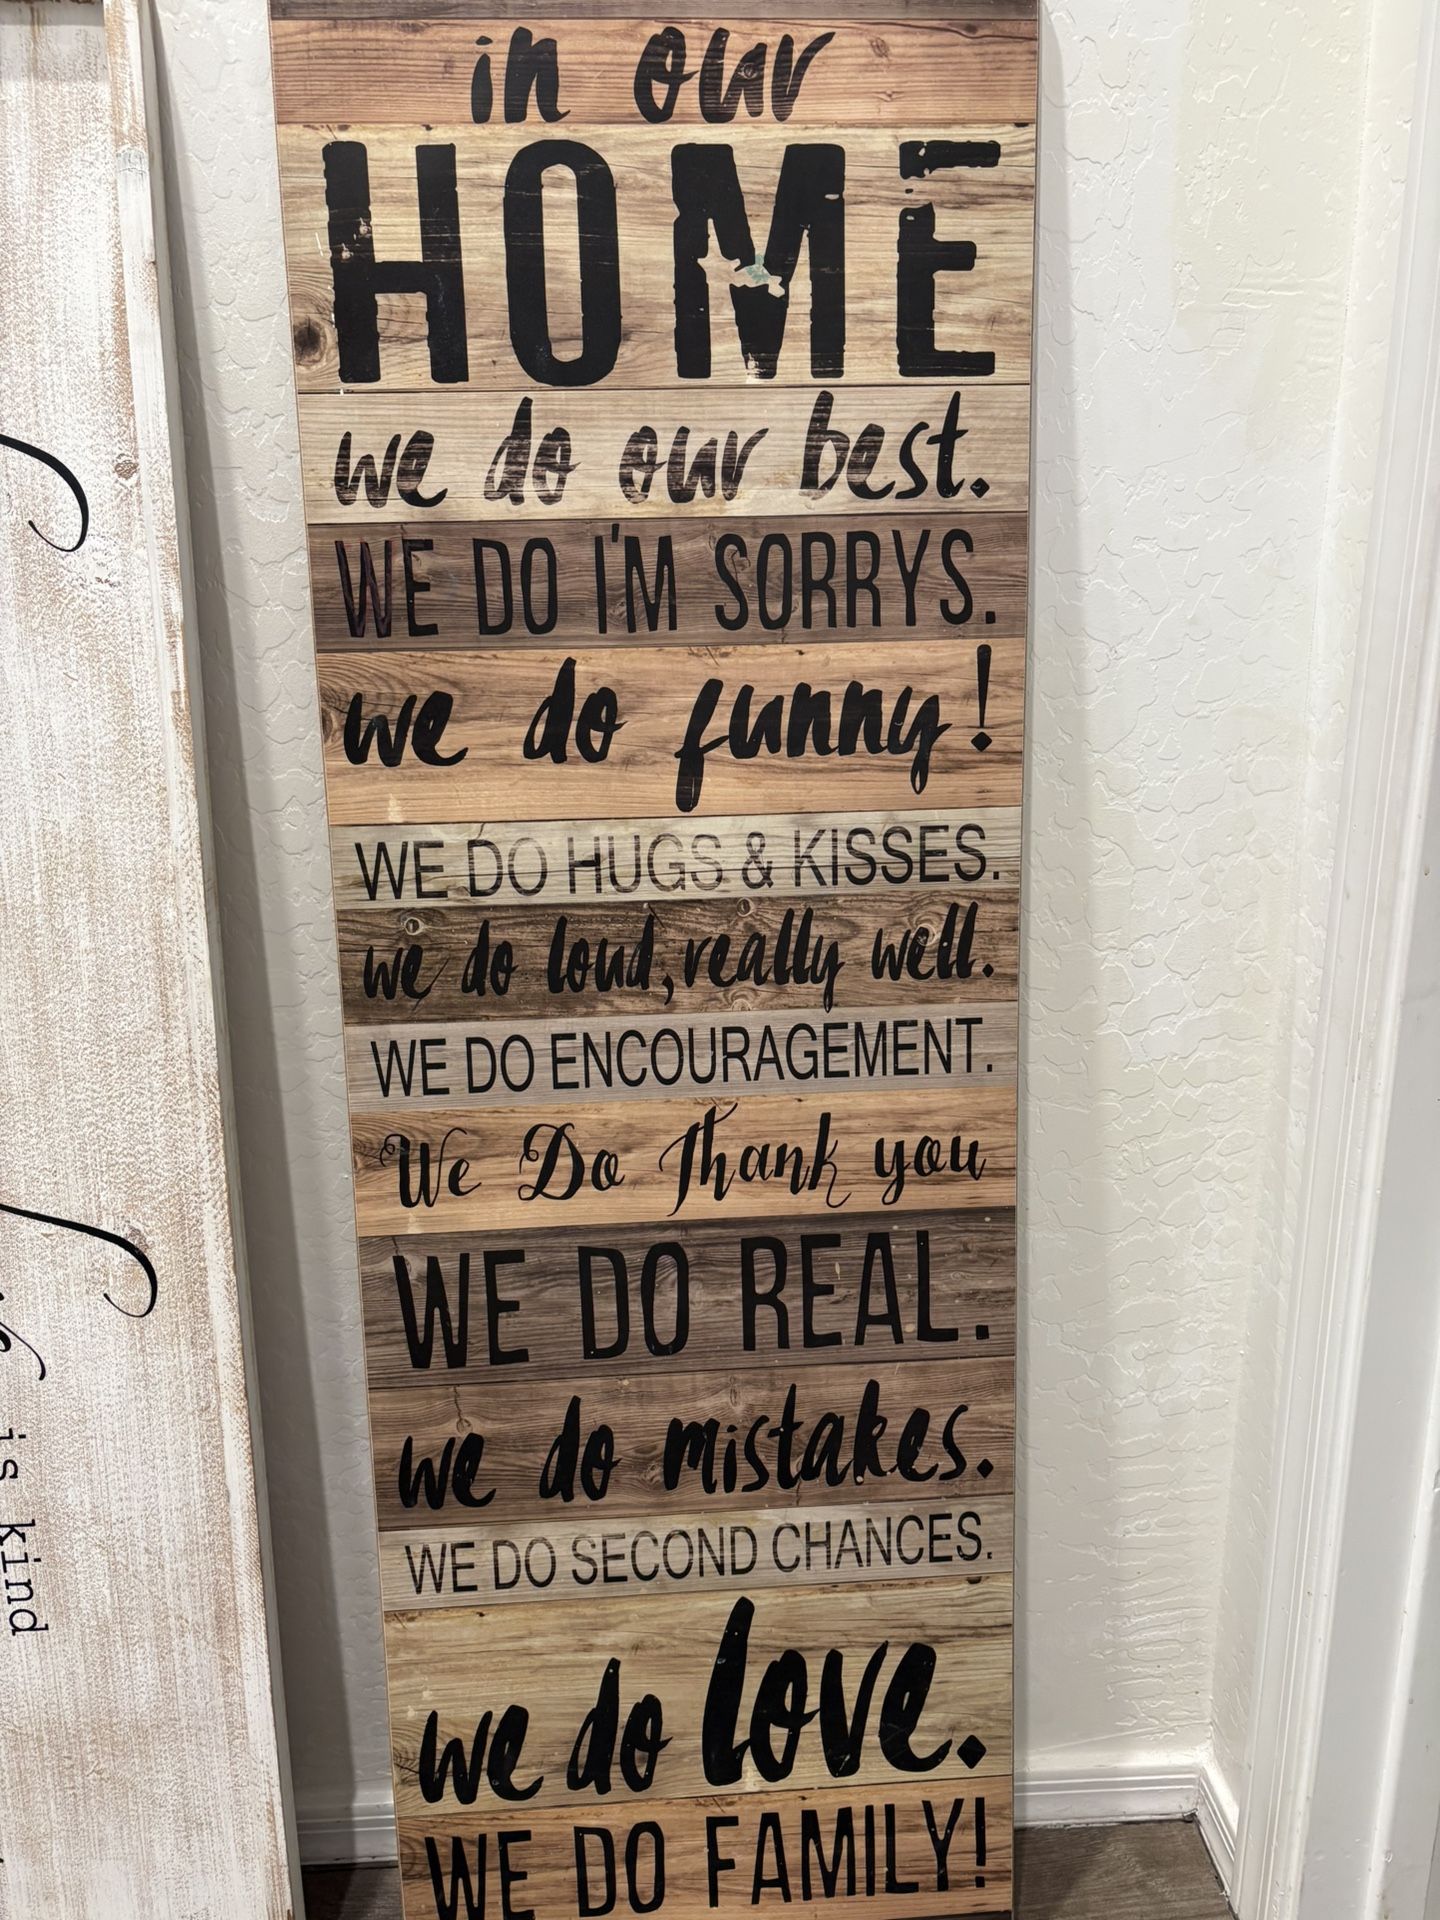 in our
HOME
we do our best.
WE DO I'M SORRYS.
we do funny!
WE DO HUGS & KISSES.
we do loud, really well.
WE DO ENCOURAGEMENT.
We Do Thank you
WE DO REAL.
we do mistakes.
WE DO SECOND CHANCES.
we do love.
WE DO FAMILY!
is kind